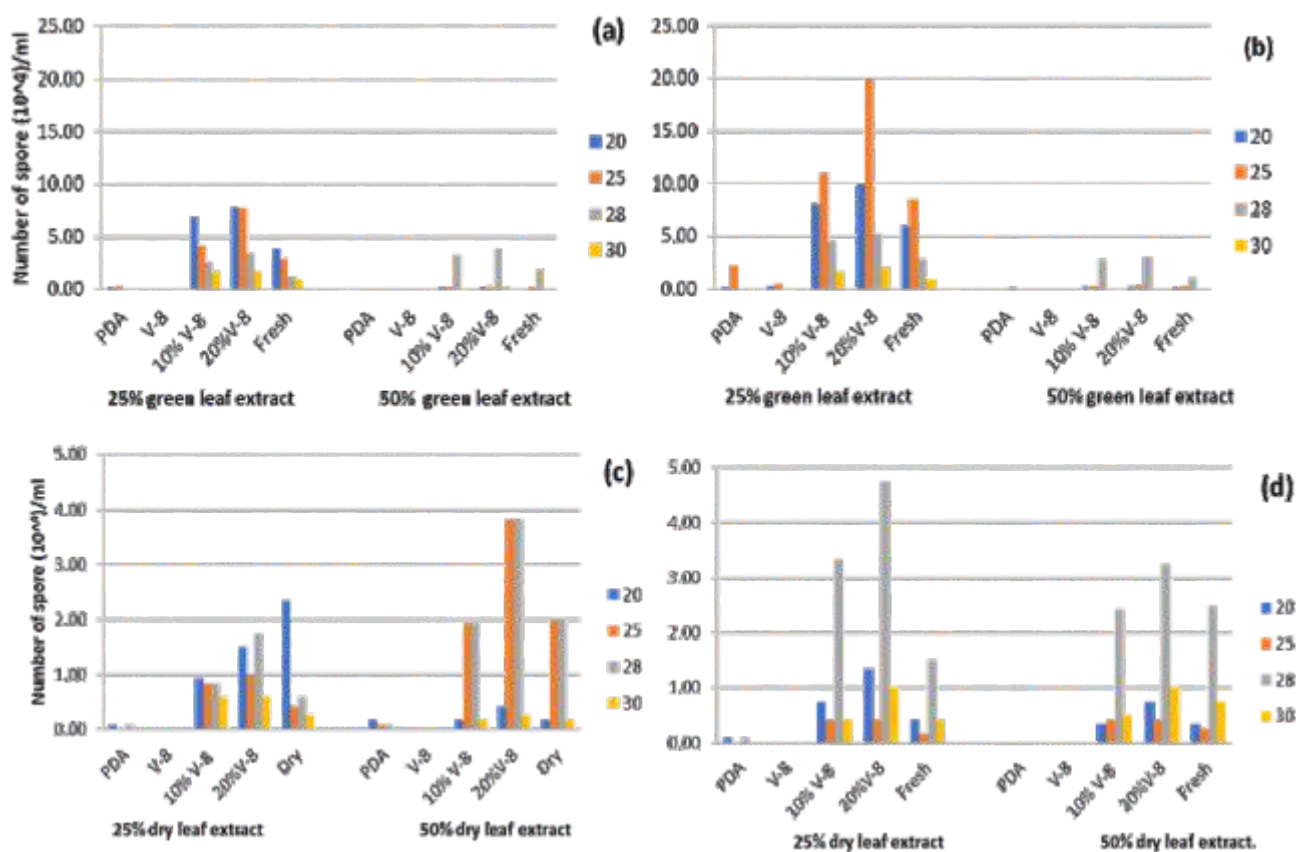 (a)
Number of spore (10^4)/ml
25.00
20.00
15.00
10.00
5.00
0.00
PDA
V-8
10% V-8
20%V-8
Fresh
PDA
V-8
10% V-8
20%V-8
Fresh
25% green leaf extract
50% green leaf extract
20
25
28
30
(b)
25.00
20.00
15.00
10.00
5.00
0.00
PDA
V-8
10% V-8
20%V-8
Fresh
PDA
V-8
10% V-8
20%V-8
Fresh
25% green leaf extract
50% green leaf extract
20
25
28
30
(c)
Number of spore (10^⁴)/ml
5.00
4.00
3.00
2.00
1.00
0.00
PDA
V-8
10% V-8
20%V-8
Dry
PDA
V-8
10% V-8
20%V-8
Dry
25% dry leaf extract
50% dry leaf extract
20
25
28
30
(d)
5.00
4.00
3.00
2.00
1.00
0.00
PDA
V-8
10% V-8
20%V-8
Fresh
PDA
V-8
10% V-8
20%V-8
Fresh
25% dry leaf extract
50% dry leaf extract.
20
25
28
30